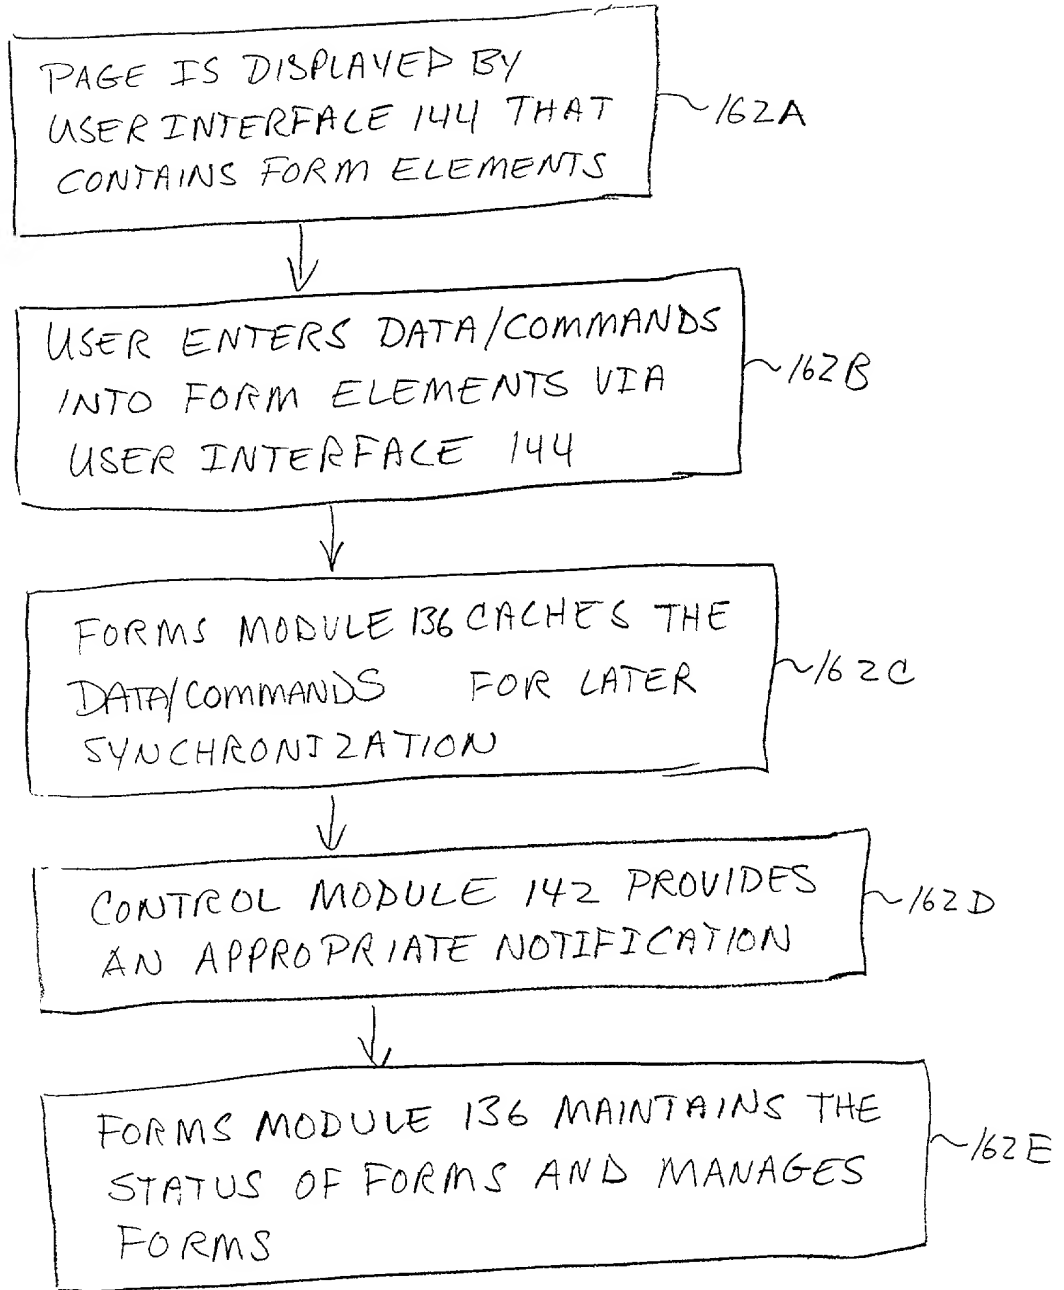 PAGE IS DISPLAYED BY
USER INTERFACE 144 THAT
CONTAINS FORM ELEMENTS
162A
USER ENTERS DATA/COMMANDS
INTO FORM ELEMENTS VIA
USER INTERFACE 144
162B
FORMS MODULE 136 CACHES THE
DATA/COMMANDS FOR LATER
SYNCHRONIZATION
162C
CONTROL MODULE 142 PROVIDES
AN APPROPRIATE NOTIFICATION
162D
FORMS MODULE 136 MAINTAINS THE
STATUS OF FORMS AND MANAGES
FORMS
162E